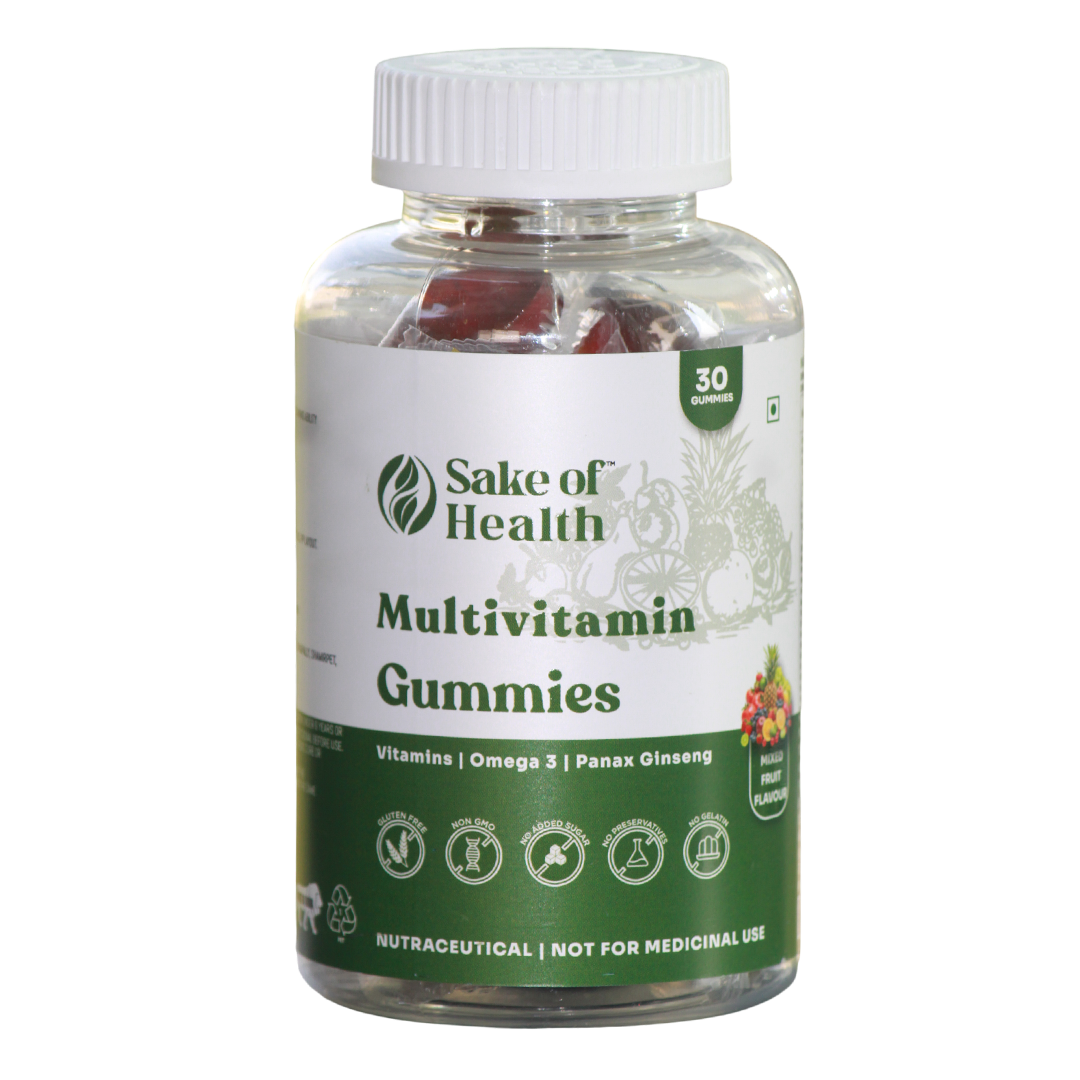 30
GUMMIES
Sake of™
Health
Multivitamin
Gummies
Vitamins | Omega 3 | Panax Ginseng
MIXED
FRUIT
FLAVOUR
GLUTEN FREE
NON GMO
NO ADDED SUGAR
NO PRESERVATIVES
NO GELATIN
NUTRACEUTICAL | NOT FOR MEDICINAL USE